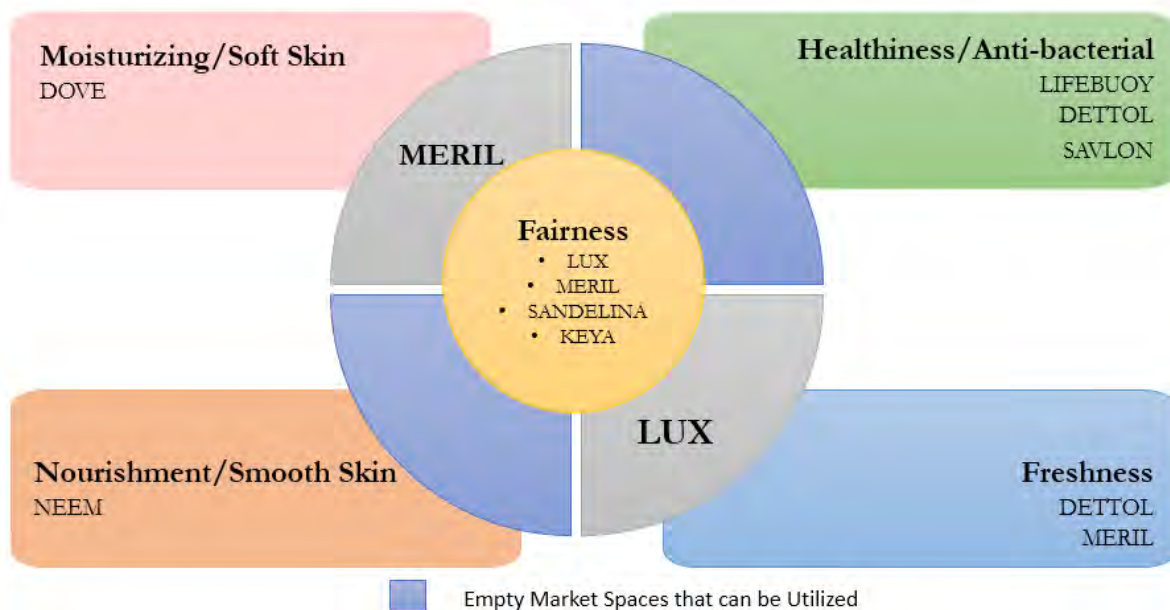 Moisturizing/Soft Skin
DOVE
Healthiness/Anti-bacterial
LIFEBUOY
DETTOL
SAVLON
MERIL
Fairness
• LUX
• MERIL
• SANDELINA
• KEYA
LUX
Nourishment/Smooth Skin
NEEM
Freshness
DETTOL
MERIL
Empty Market Spaces that can be Utilized